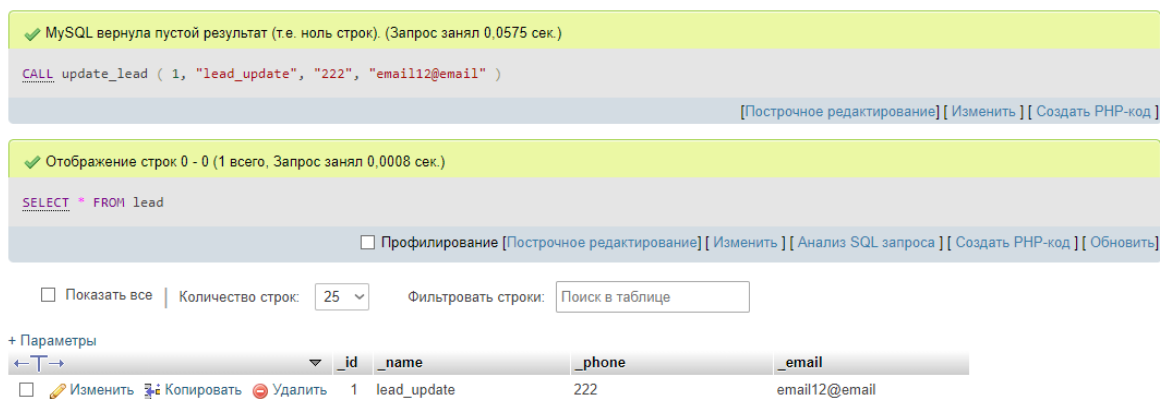 MySQL вернула пустой результат (т.е. ноль строк). (Запрос занял 0,0575 сек.)
CALL update_lead ( 1, "lead_update", "222", "email12@email" )
[Построчное редактирование] [ Изменить ] [ Создать PHP-код ]
Отображение строк 0 - 0 (1 всего, Запрос занял 0,0008 сек.)
SELECT * FROM lead
Профилирование [Построчное редактирование] [ Изменить ] [ Анализ SQL запроса ] [ Создать PHP-код ] [ Обновить]
Показать все | Количество строк: 25 Фильтровать строки: Поиск в таблице
+ Параметры
←T→ _id _name _phone _email
Изменить Копировать Удалить 1 lead_update 222 email12@email